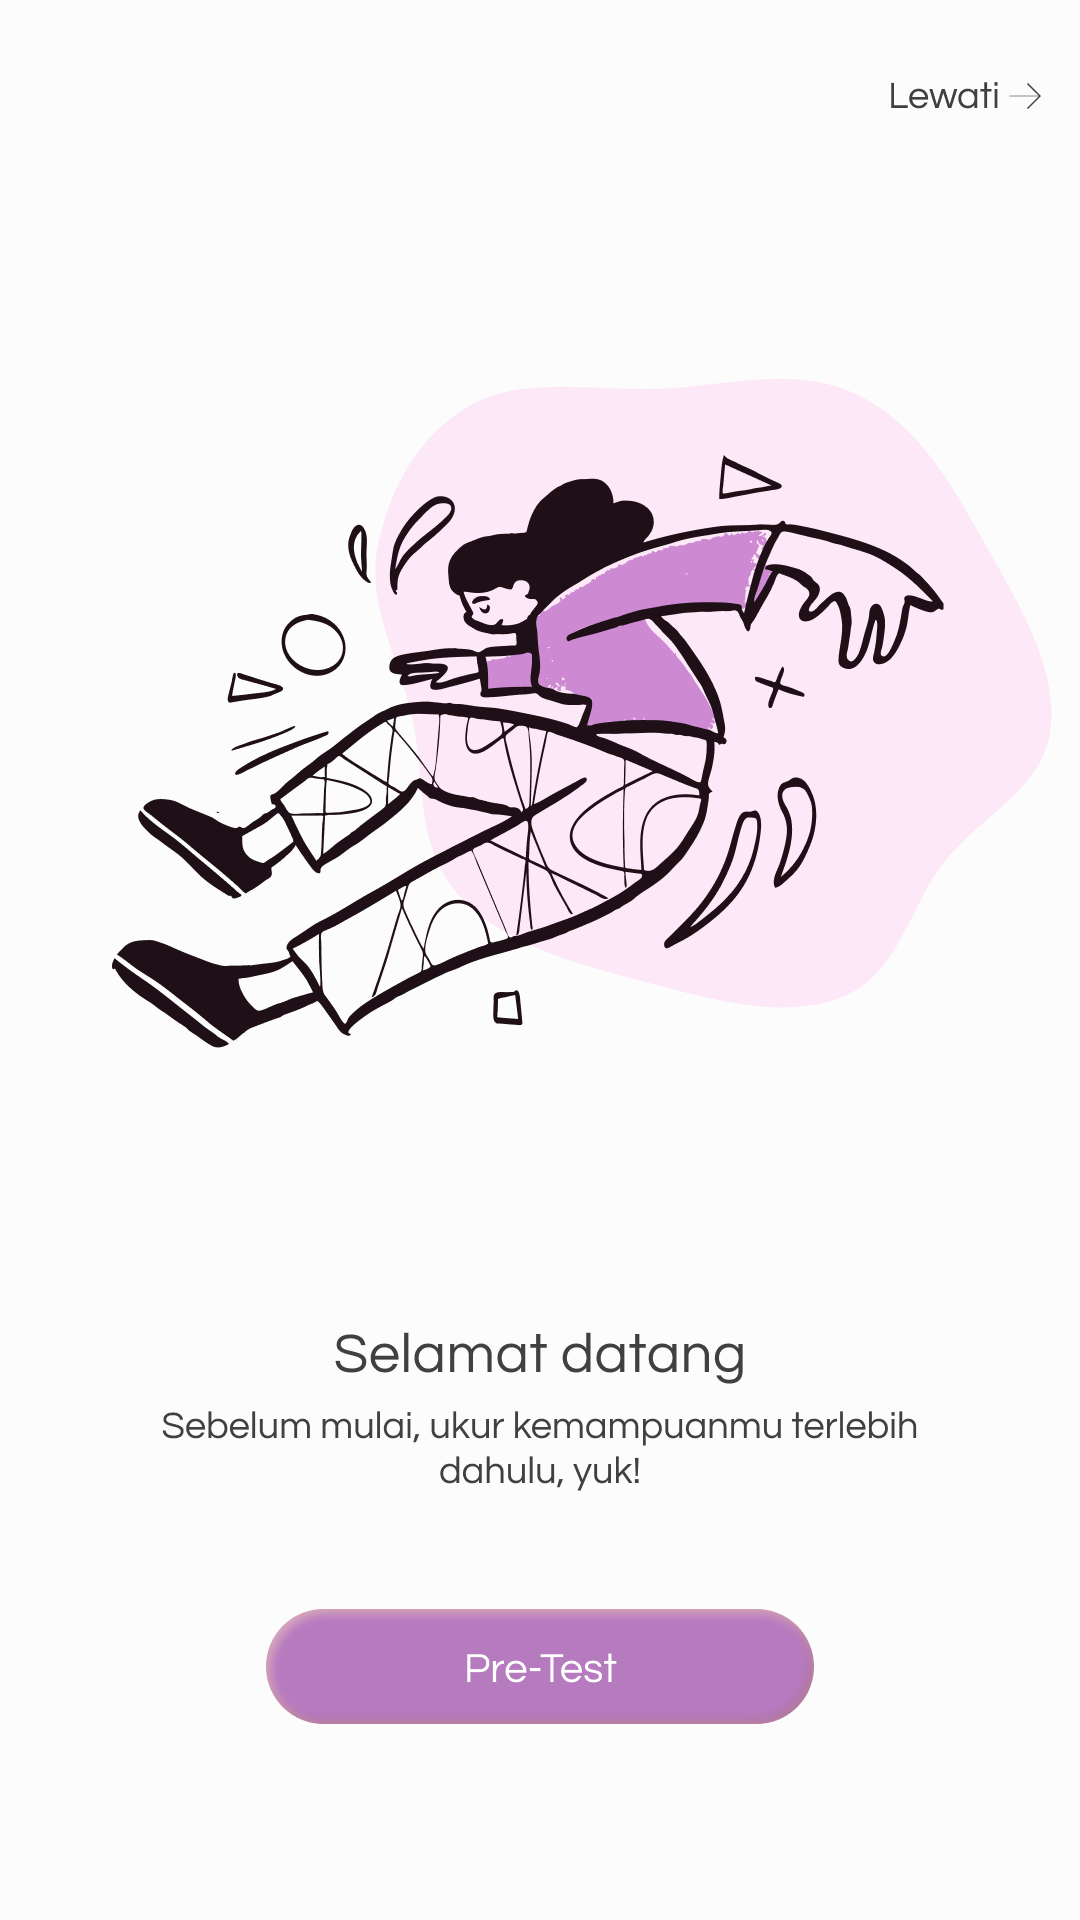 Lewati
Selamat datang
Sebelum mulai, ukur kemampuanmu terlebih
dahulu, yuk!
Pre-Test